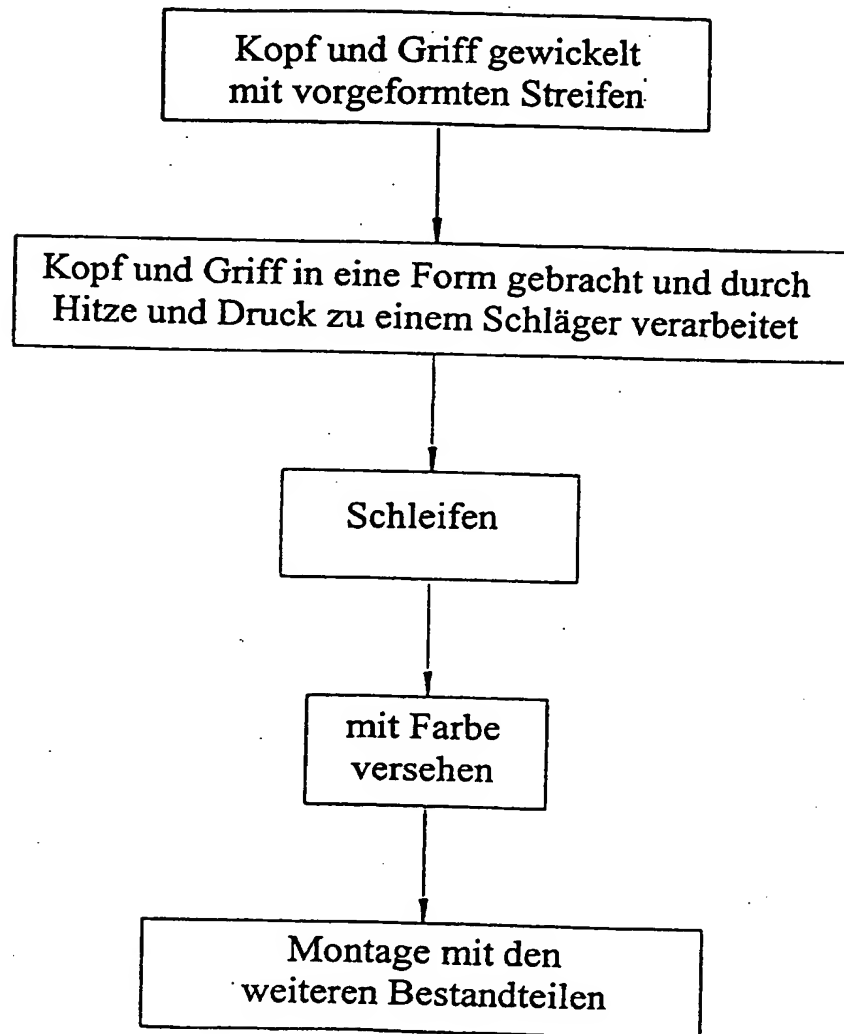 Kopf und Griff gewickelt
mit vorgeformten Streifen
Kopf und Griff in eine Form gebracht und durch
Hitze und Druck zu einem Schläger verarbeitet
Schleifen
mit Farbe
versehen
Montage mit den
weiteren Bestandteilen